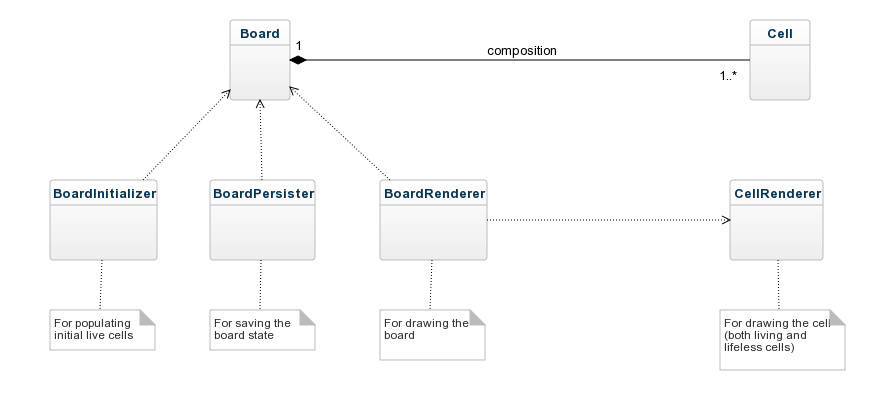 Board
Cell
1
composition
1..*
BoardInitializer
BoardPersister
BoardRenderer
CellRenderer
For populating
initial live cells
For saving the
board state
For drawing the
board
For drawing the cell
(both living and
lifeless cells)